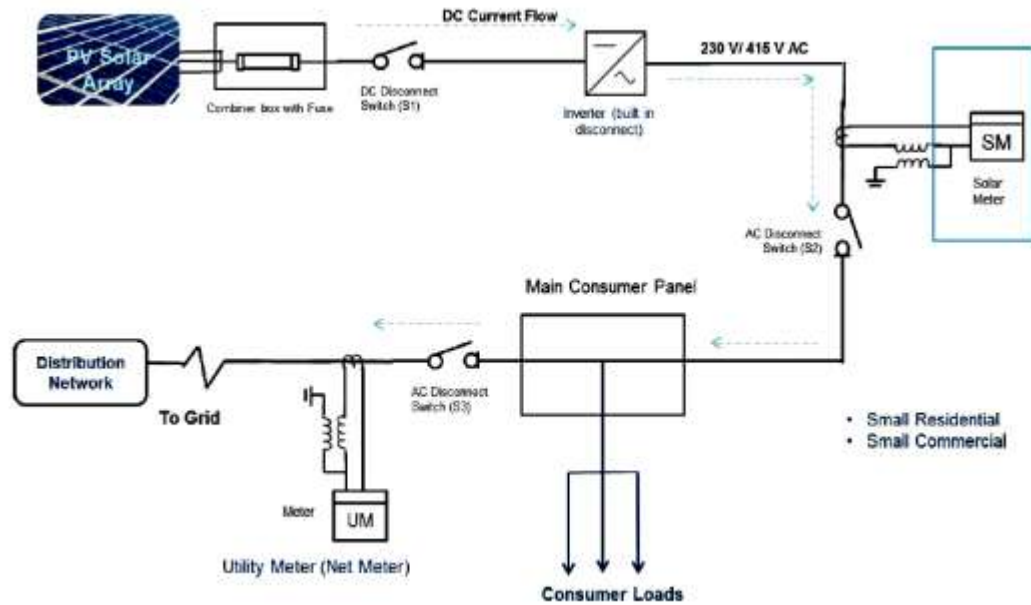 DC Current Flow
PV Solar
Array
230 V/ 415 V AC
Combiner box with Fuse
DC Disconnect
Switch (S1)
Inverter (built in
disconnect)
SM
Solar
Meter
AC Disconnect
Switch (S2)
Main Consumer Panel
Distribution
Network
To Grid
AC Disconnect
Switch (S3)
• Small Residential
• Small Commercial
Meter
UM
Utility Meter (Net Meter)
Consumer Loads